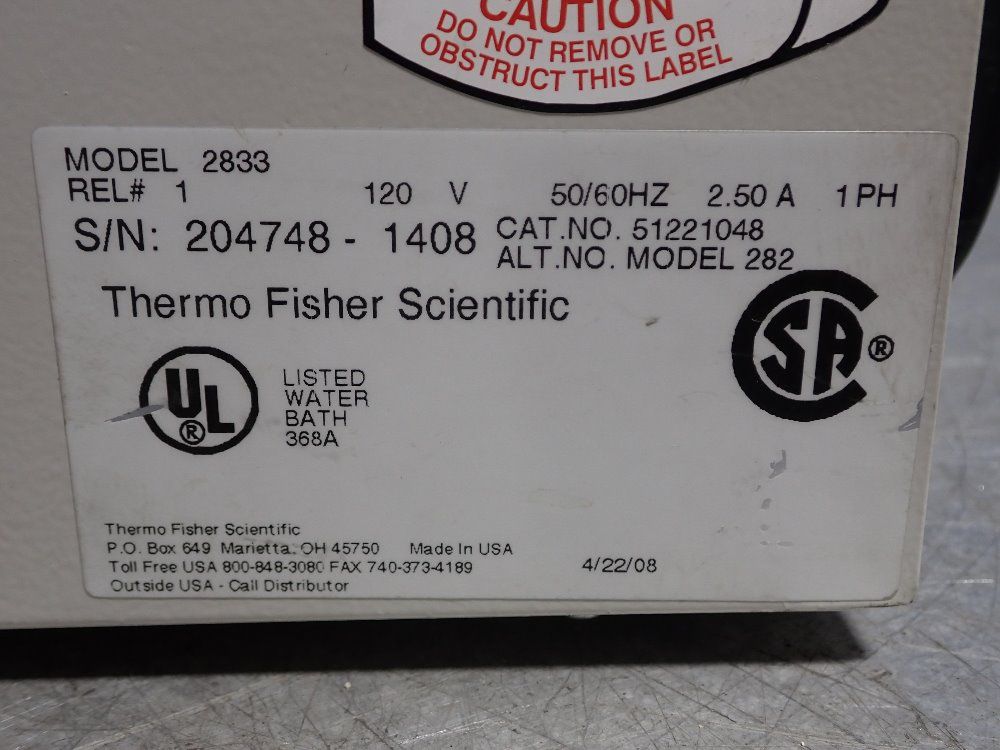 CAUTION
DO NOT REMOVE OR
OBSTRUCT THIS LABEL
MODEL 2833
REL# 1 120 V 50/60HZ 2.50 A 1 PH
S/N: 204748 - 1408 CAT.NO. 51221048
ALT.NO. MODEL 282
Thermo Fisher Scientific
SA ®
UL ®
LISTED
WATER
BATH
368A
Thermo Fisher Scientific
P.O. Box 649 Marietta. OH 45750 Made In USA
Toll Free USA 800-848-3080 FAX 740-373-4189
4/22/08
Outside USA - Call Distributor